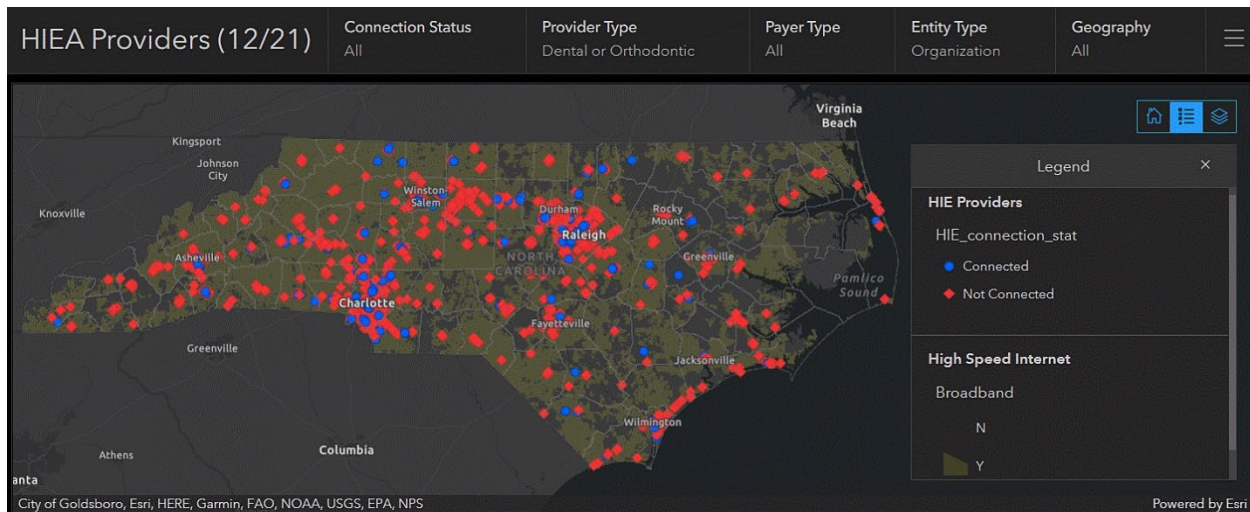 HIEA Providers (12/21)
Connection Status
All
Provider Type
Dental or Orthodontic
Payer Type
All
Entity Type
Organization
Geography
All
Virginia
Beach
Kingsport
Johnson
City
Legend
×
Winston-
Salem
Knoxville
Durham
Rocky
Mount
HIE Providers
Raleigh
HIE_connection_stat
Asheville
NORTH
CAROLINA
Greenville
Connected
Pamlico
Sound
Not Connected
Charlotte
Fayetteville
Greenville
Jacksonville
High Speed Internet
Broadband
Wilmington
N
Columbia
Athens
Y
anta
City of Goldsboro, Esri, HERE, Garmin, FAO, NOAA, USGS, EPA, NPS
Powered by Esri